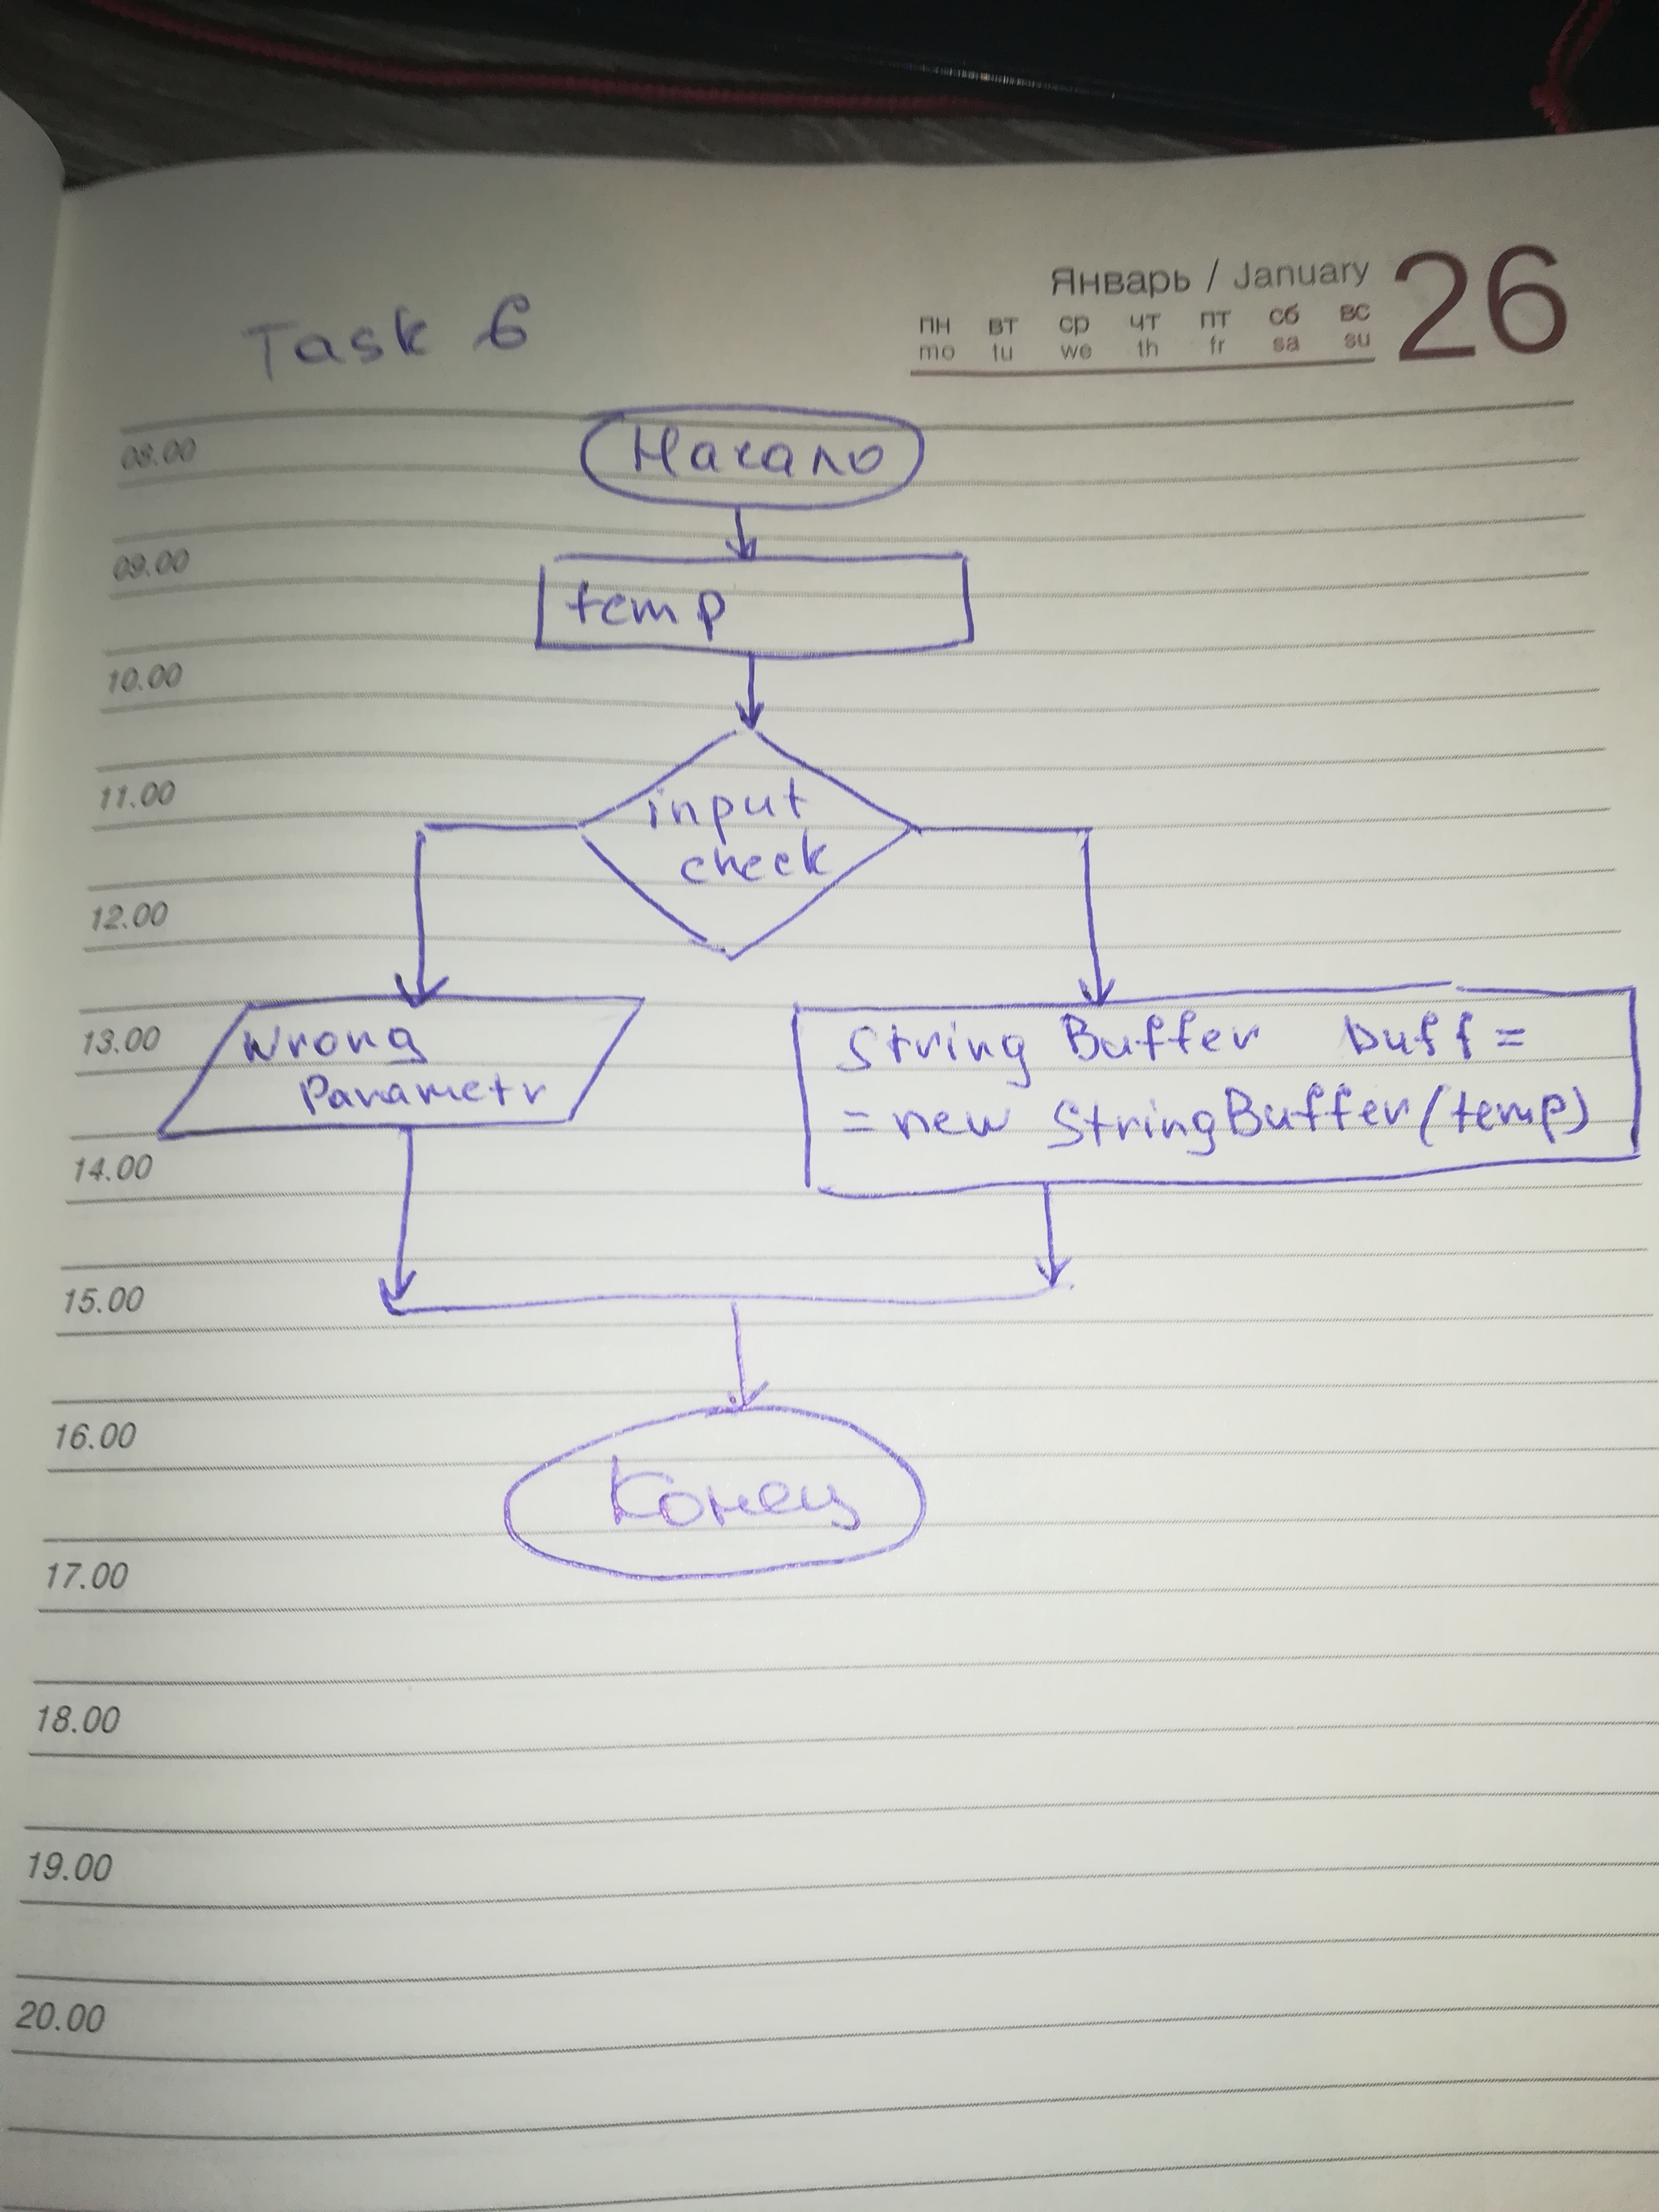 Январь / January 26
пн вт ср чт пт сб вс
mo tu we th fr sa su
Task 6
08.00
Начало
09.00
temp
10.00
11.00
input
check
12.00
13.00
Wrong
Parametr
String Buffer buff =
= new StringBuffer(temp)
14.00
15.00
16.00
Конец
17.00
18.00
19.00
20.00